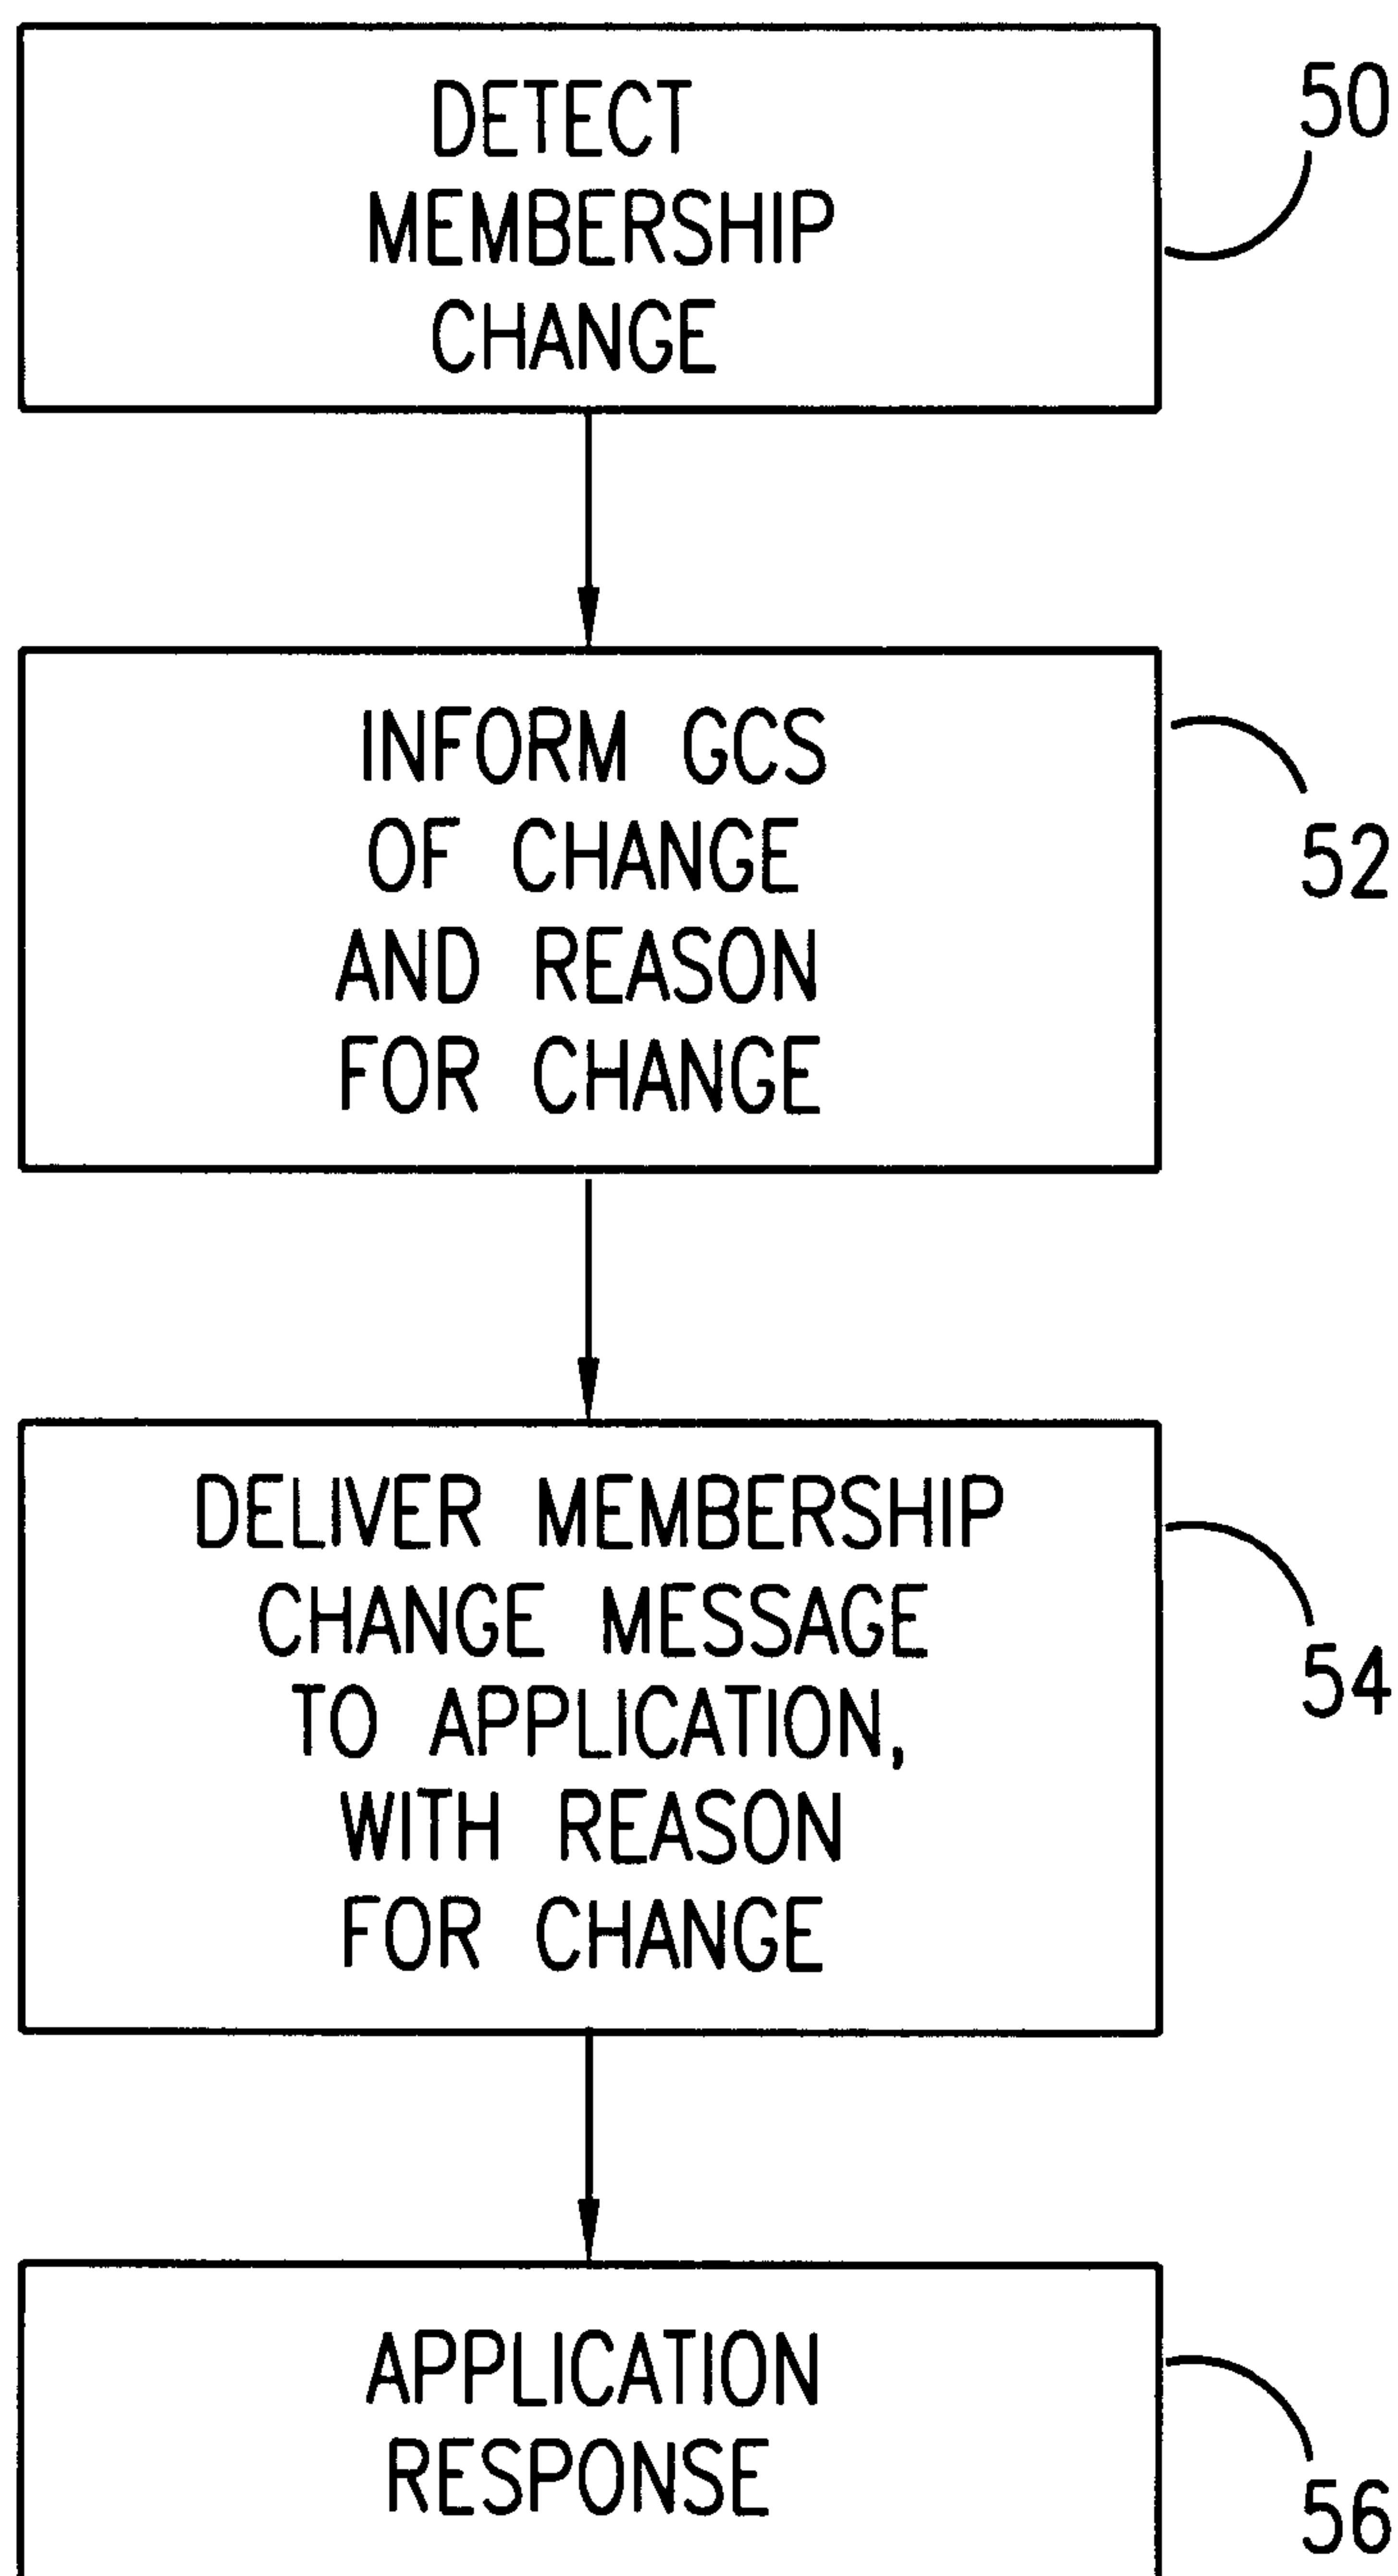 DETECT
MEMBERSHIP
CHANGE
50
INFORM GCS
OF CHANGE
AND REASON
FOR CHANGE
52
DELIVER MEMBERSHIP
CHANGE MESSAGE
TO APPLICATION,
WITH REASON
FOR CHANGE
54
APPLICATION
RESPONSE
56